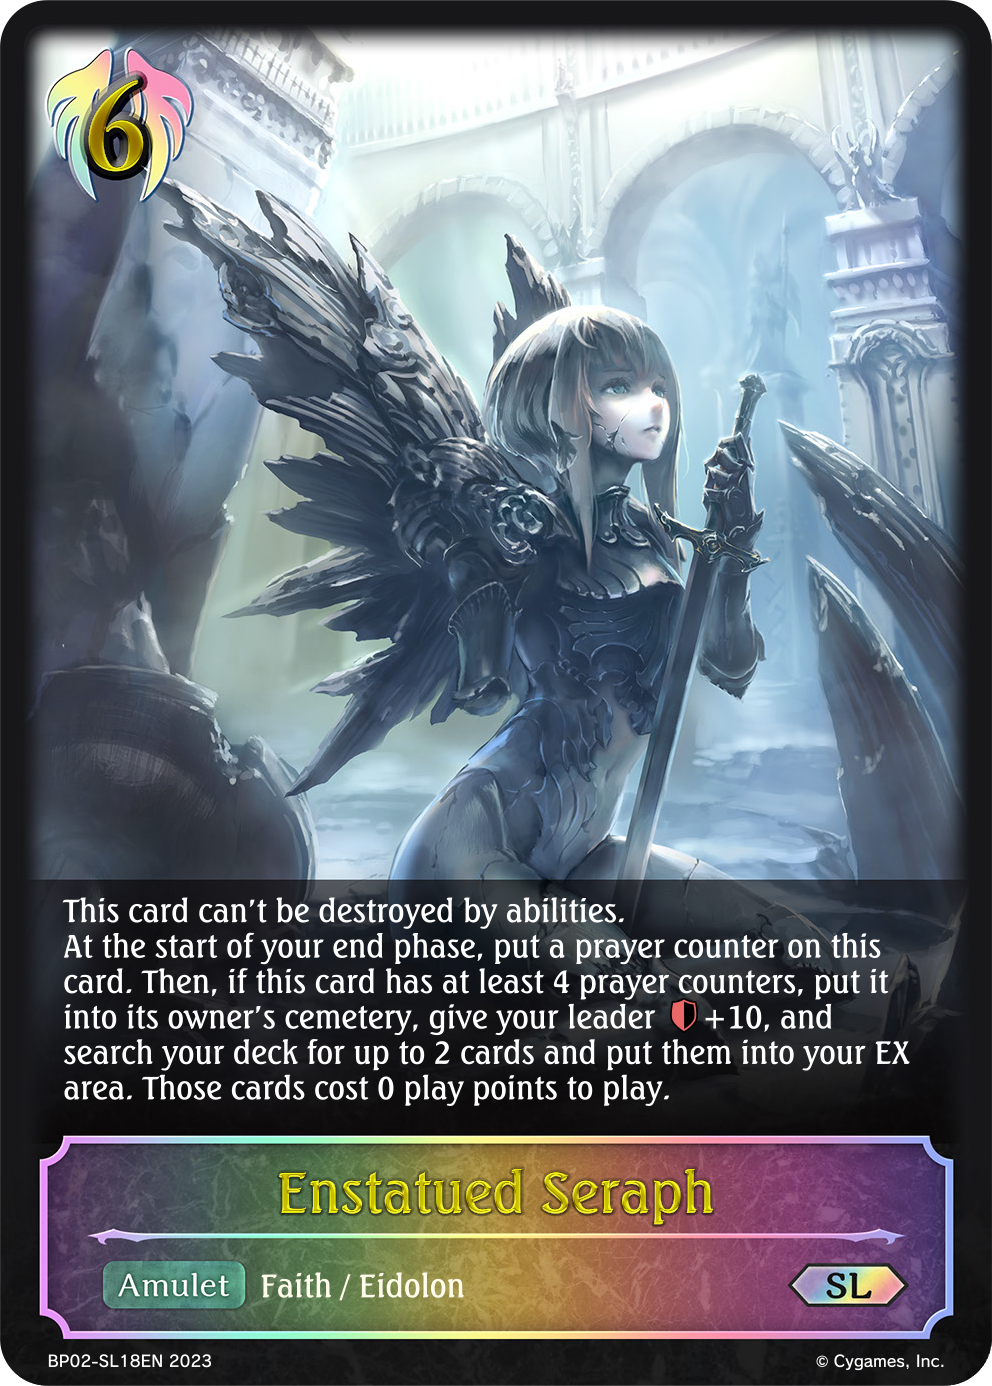 6
This card can't be destroyed by abilities.
At the start of your end phase, put a prayer counter on this
card. Then, if this card has at least 4 prayer counters, put it
into its owner's cemetery, give your leader +10, and
search your deck for up to 2 cards and put them into your EX
area. Those cards cost 0 play points to play.
Enstatued Seraph
Amulet Faith / Eidolon SL
BP02-SL18EN 2023 © Cygames, Inc.